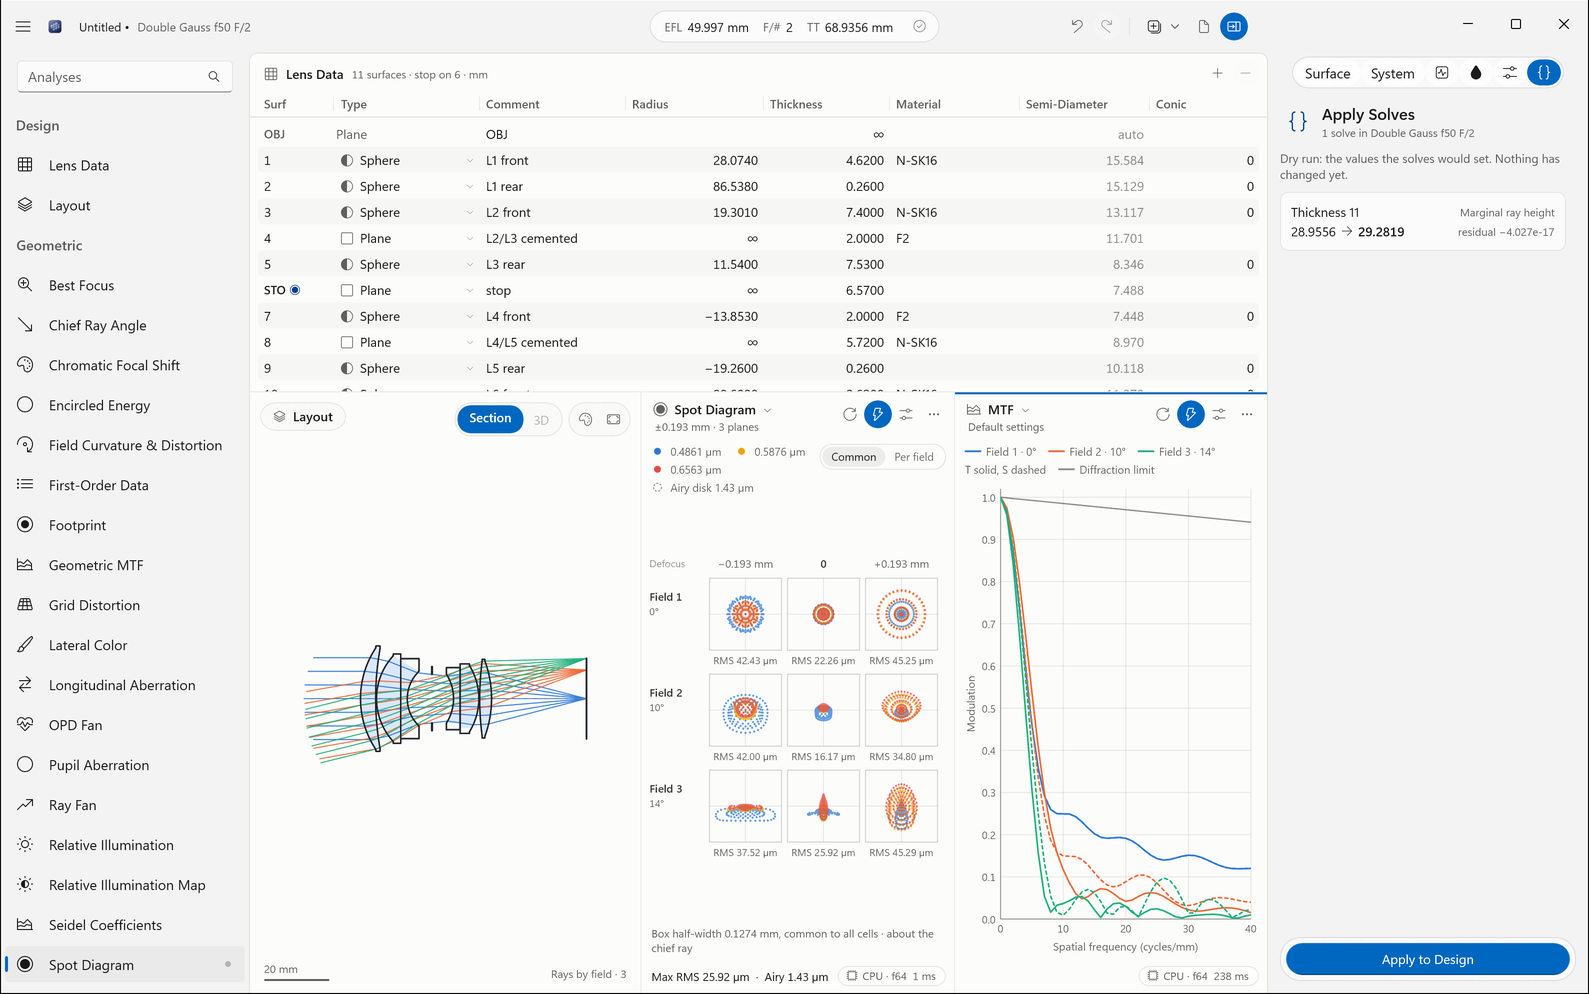 Untitled • Double Gauss f50 F/2
EFL 49.997 mm F/# 2 TT 68.9356 mm
Analyses
Design
Lens Data
Layout
Geometric
Best Focus
Chief Ray Angle
Chromatic Focal Shift
Encircled Energy
Field Curvature & Distortion
First-Order Data
Footprint
Geometric MTF
Grid Distortion
Lateral Color
Longitudinal Aberration
OPD Fan
Pupil Aberration
Ray Fan
Relative Illumination
Relative Illumination Map
Seidel Coefficients
Spot Diagram
Lens Data 11 surfaces · stop on 6 · mm
Surf Type Comment Radius Thickness Material Semi-Diameter Conic
OBJ Plane OBJ ∞ auto
1 Sphere L1 front 28.0740 4.6200 N-SK16 15.584 0
2 Sphere L1 rear 86.5380 0.2600 15.129 0
3 Sphere L2 front 19.3010 7.4000 N-SK16 13.117 0
4 Plane L2/L3 cemented ∞ 2.0000 F2 11.701
5 Sphere L3 rear 11.5400 7.5300 8.346 0
STO Plane stop ∞ 6.5700 7.488
7 Sphere L4 front −13.8530 2.0000 F2 7.448 0
8 Plane L4/L5 cemented ∞ 5.7200 N-SK16 8.970
9 Sphere L5 rear −19.2600 0.2600 10.118 0
Layout
Section 3D
20 mm
Rays by field · 3
Spot Diagram
±0.193 mm · 3 planes
0.4861 µm 0.5876 µm
0.6563 µm
Airy disk 1.43 µm
Common Per field
Defocus −0.193 mm 0 +0.193 mm
Field 1
0°
RMS 42.43 µm RMS 22.26 µm RMS 45.25 µm
Field 2
10°
RMS 42.00 µm RMS 16.17 µm RMS 34.80 µm
Field 3
14°
RMS 37.52 µm RMS 25.92 µm RMS 45.29 µm
Box half-width 0.1274 mm, common to all cells · about the
chief ray
Max RMS 25.92 µm · Airy 1.43 µm CPU · f64 1 ms
MTF
Default settings
Field 1 · 0° Field 2 · 10° Field 3 · 14°
T solid, S dashed Diffraction limit
Modulation
1.0
0.9
0.8
0.7
0.6
0.5
0.4
0.3
0.2
0.1
0.0
0 10 20 30 40
Spatial frequency (cycles/mm)
CPU · f64 238 ms
Surface System {}
{} Apply Solves
1 solve in Double Gauss f50 F/2
Dry run: the values the solves would set. Nothing has
changed yet.
Thickness 11 Marginal ray height
28.9556 → 29.2819 residual −4.027e-17
Apply to Design